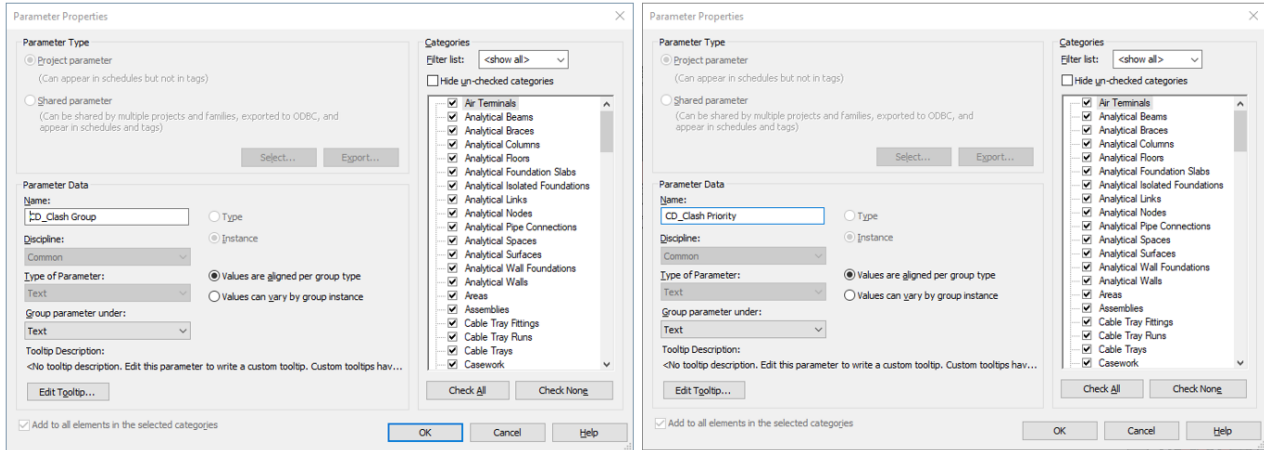 Parameter Properties
Parameter Type
Project parameter
(Can appear in schedules but not in tags)
Shared parameter
(Can be shared by multiple projects and families, exported to ODBC, and
appear in schedules and tags)
Select...
Export...
Parameter Data
Name:
CD_Clash Group
Type
Discipline:
Instance
Common
Type of Parameter:
Values are aligned per group type
Text
Values can vary by group instance
Group parameter under:
Text
Tooltip Description:
<No tooltip description. Edit this parameter to write a custom tooltip. Custom tooltips hav...
Edit Tooltip...
Add to all elements in the selected categories
Categories
Filter list:
<show all>
Hide un-checked categories
Air Terminals
Analytical Beams
Analytical Braces
Analytical Columns
Analytical Floors
Analytical Foundation Slabs
Analytical Isolated Foundations
Analytical Links
Analytical Nodes
Analytical Pipe Connections
Analytical Spaces
Analytical Surfaces
Analytical Wall Foundations
Analytical Walls
Areas
Assemblies
Cable Tray Fittings
Cable Tray Runs
Cable Trays
Casework
Check All
Check None
OK
Cancel
Help
Parameter Properties
Parameter Type
Project parameter
(Can appear in schedules but not in tags)
Shared parameter
(Can be shared by multiple projects and families, exported to ODBC, and
appear in schedules and tags)
Select...
Export...
Parameter Data
Name:
CD_Clash Priority
Type
Discipline:
Instance
Common
Type of Parameter:
Values are aligned per group type
Text
Values can vary by group instance
Group parameter under:
Text
Tooltip Description:
<No tooltip description. Edit this parameter to write a custom tooltip. Custom tooltips hav...
Edit Tooltip...
Add to all elements in the selected categories
Categories
Filter list:
<show all>
Hide un-checked categories
Air Terminals
Analytical Beams
Analytical Braces
Analytical Columns
Analytical Floors
Analytical Foundation Slabs
Analytical Isolated Foundations
Analytical Links
Analytical Nodes
Analytical Pipe Connections
Analytical Spaces
Analytical Surfaces
Analytical Wall Foundations
Analytical Walls
Areas
Assemblies
Cable Tray Fittings
Cable Tray Runs
Cable Trays
Casework
Check All
Check None
OK
Cancel
Help